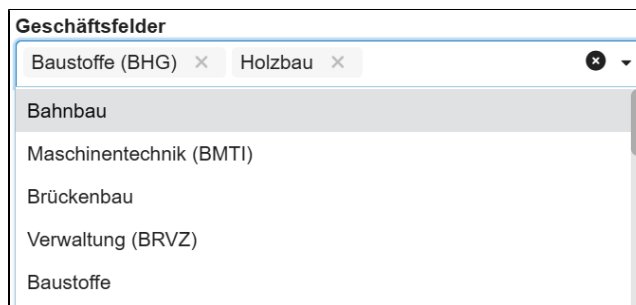 Geschäftsfelder
Baustoffe (BHG) × Holzbau ×
Bahnbau
Maschinentechnik (BMTI)
Brückenbau
Verwaltung (BRVZ)
Baustoffe